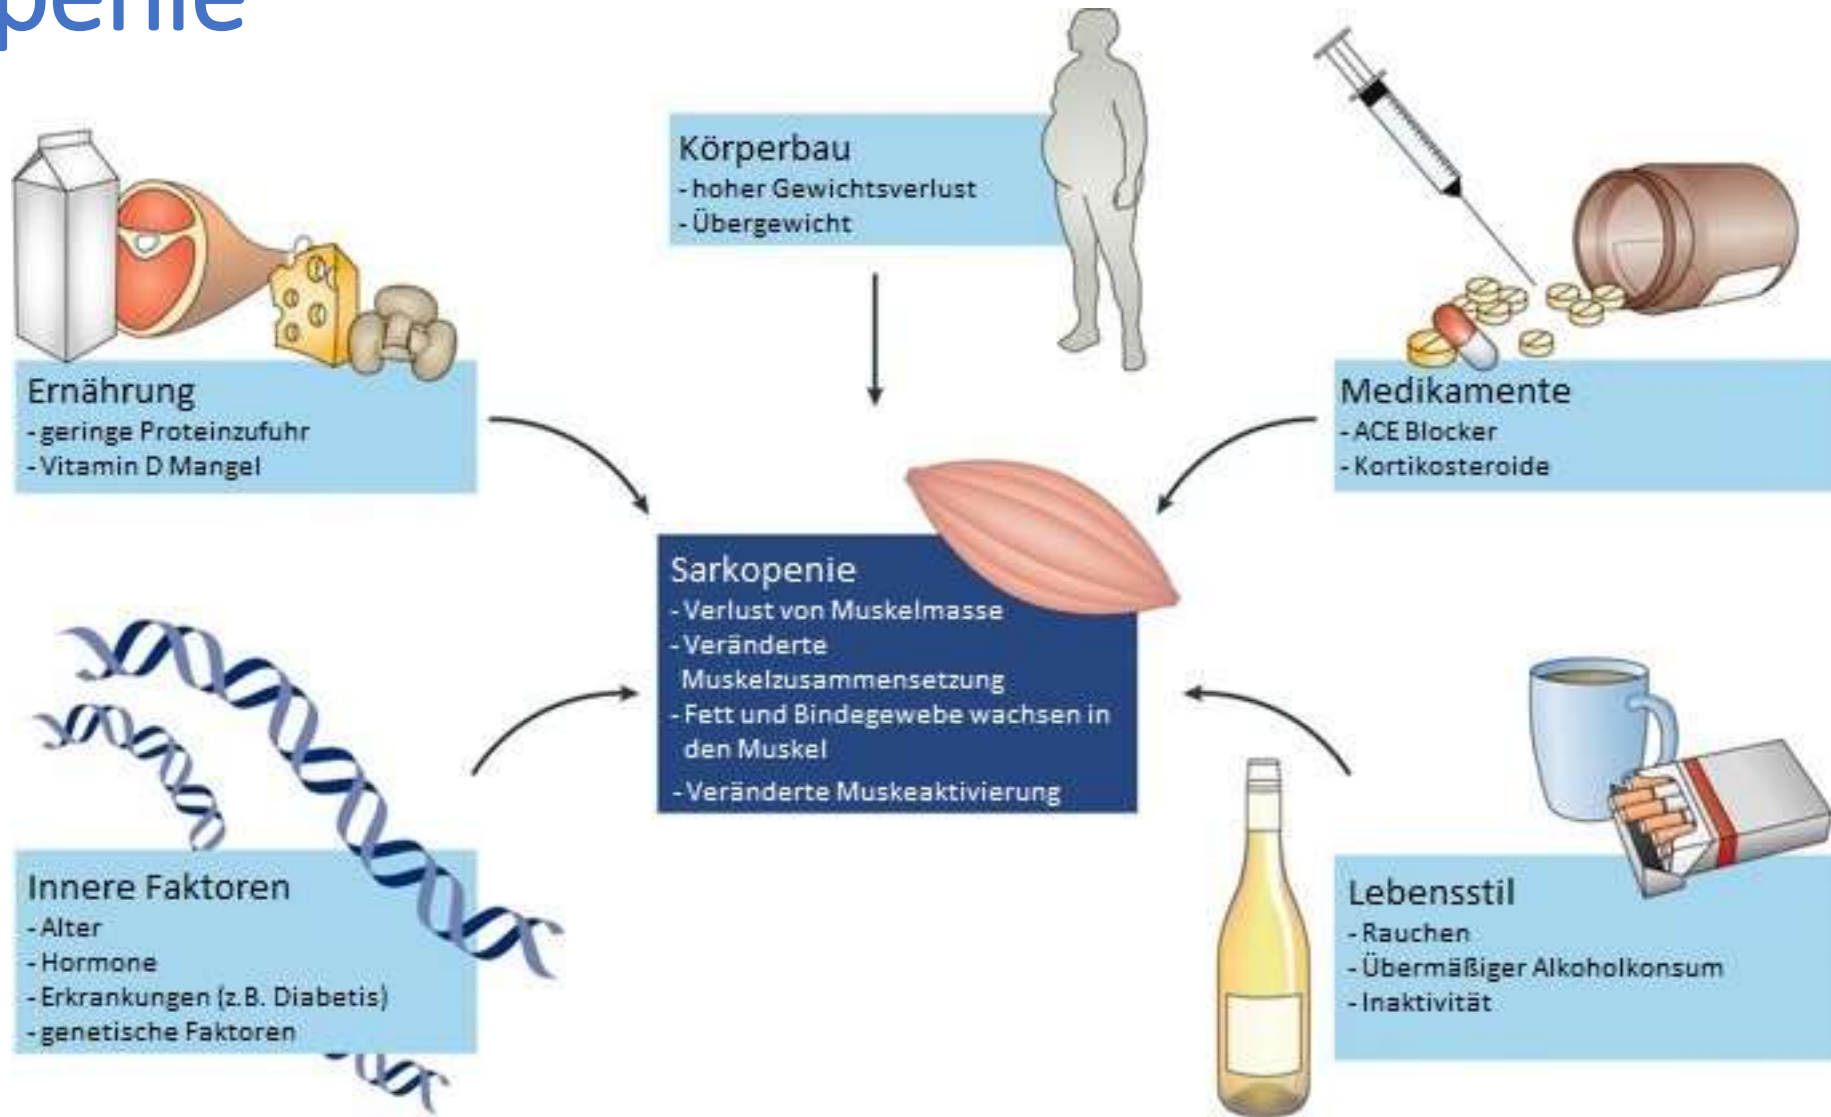 penie
Körperbau
- hoher Gewichtsverlust
- Übergewicht
Ernährung
- geringe Proteinzufuhr
- Vitamin D Mangel
Medikamente
- ACE Blocker
- Kortikosteroide
Sarkopenie
- Verlust von Muskelmasse
- Veränderte
Muskelzusammensetzung
- Fett und Bindegewebe wachsen in
den Muskel
- Veränderte Muskeaktivierung
Innere Faktoren
- Alter
- Hormone
- Erkrankungen (z.B. Diabetis)
- genetische Faktoren
Lebensstil
- Rauchen
- Übermäßiger Alkoholkonsum
- Inaktivität